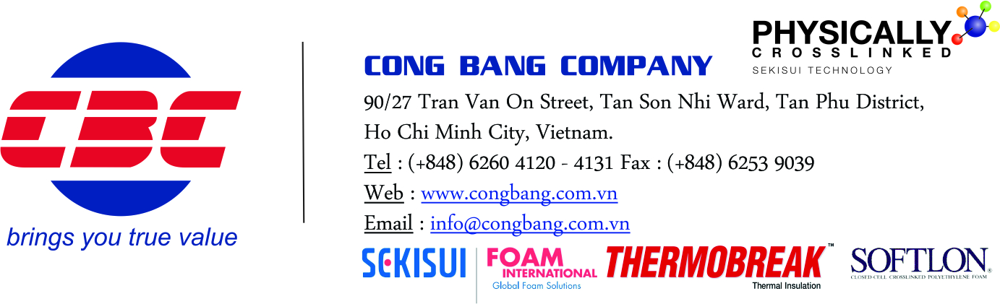 CBC
brings you true value
CONG BANG COMPANY
PHYSICALLY
CROSSLINKED
SEKISUI TECHNOLOGY
90/27 Tran Van On Street, Tan Son Nhi Ward, Tan Phu District,
Ho Chi Minh City, Vietnam.
Tel : (+848) 6260 4120 - 4131 Fax : (+848) 6253 9039
Web : www.congbang.com.vn
Email : info@congbang.com.vn
SEKISUI
FOAM
INTERNATIONAL
Global Foam Solutions
THERMOBREAK™
Thermal Insulation
SOFTLON®
CLOSED-CELL CROSSLINKED POLYETHYLENE FOAM